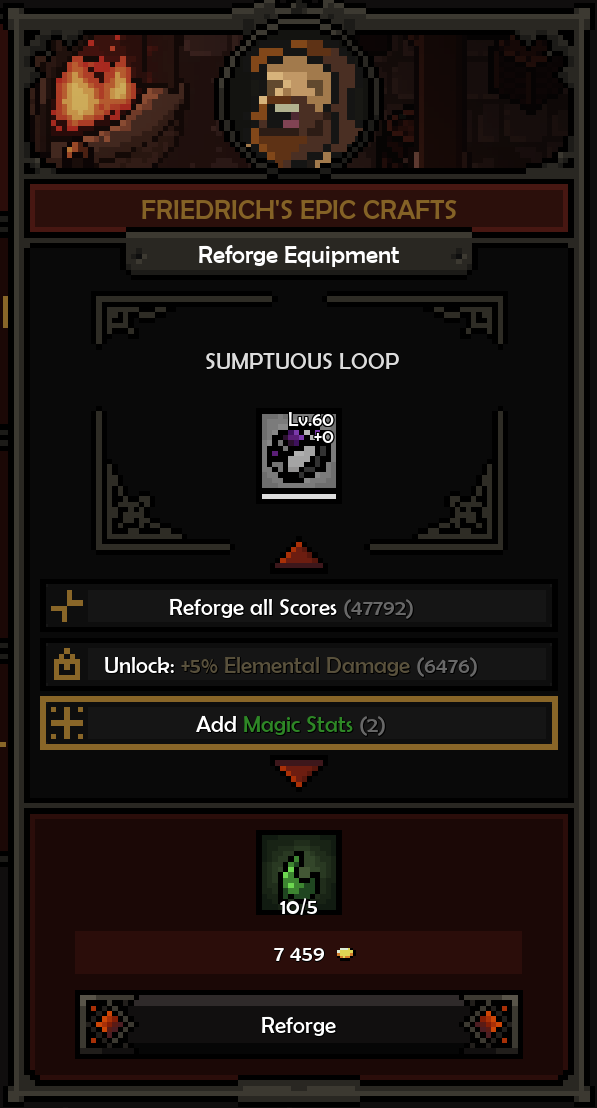 FRIEDRICH'S EPIC CRAFTS
Reforge Equipment
SUMPTUOUS LOOP
Lv.60
+0
Reforge all Scores (47792)
Unlock: +5% Elemental Damage (6476)
Add Magic Stats (2)
10/5
7 459
Reforge